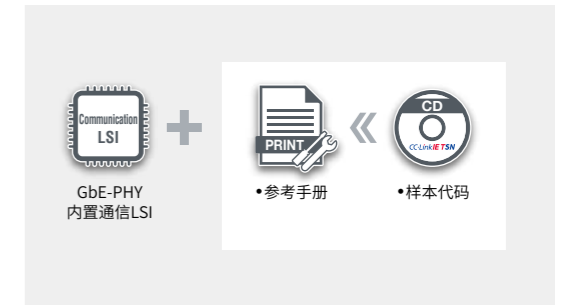 Communication
LSI
GbE-PHY
内置通信LSI
PRINT
•参考手册
CD
CC-Link IE TSN
•样本代码